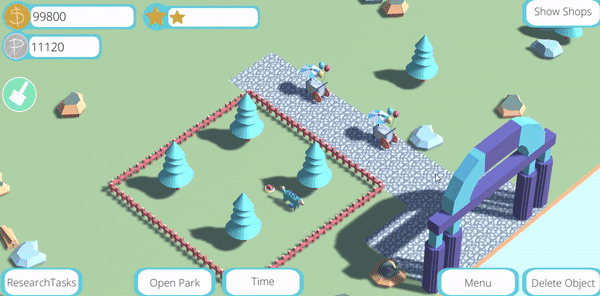 99800
Show Shops
11120
ResearchTasks
Open Park
Time
Menu
Delete Object